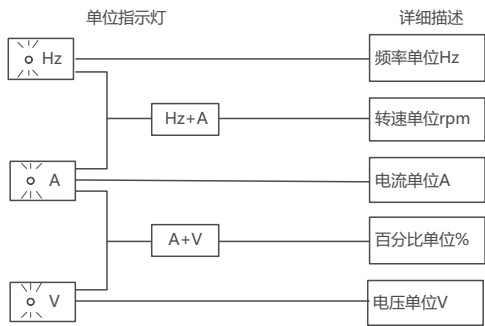 单位指示灯 详细描述
Hz 频率单位Hz
Hz+A 转速单位rpm
A 电流单位A
A+V 百分比单位%
V 电压单位V